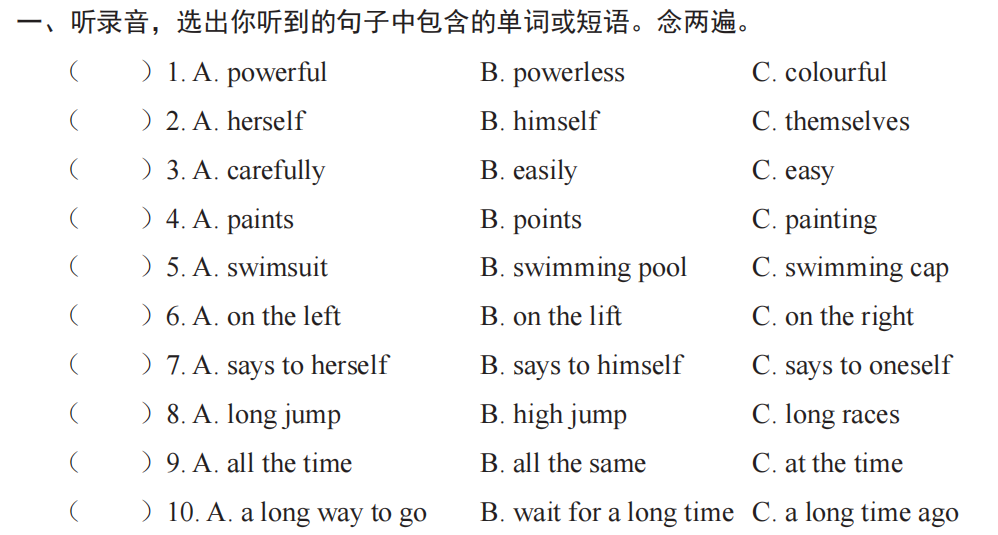 一、听录音，选出你听到的句子中包含的单词或短语。念两遍。
（  ）1. A. powerful B. powerless C. colourful
（  ）2. A. herself B. himself C. themselves
（  ）3. A. carefully B. easily C. easy
（  ）4. A. paints B. points C. painting
（  ）5. A. swimsuit B. swimming pool C. swimming cap
（  ）6. A. on the left B. on the lift C. on the right
（  ）7. A. says to herself B. says to himself C. says to oneself
（  ）8. A. long jump B. high jump C. long races
（  ）9. A. all the time B. all the same C. at the time
（  ）10. A. a long way to go B. wait for a long time C. a long time ago